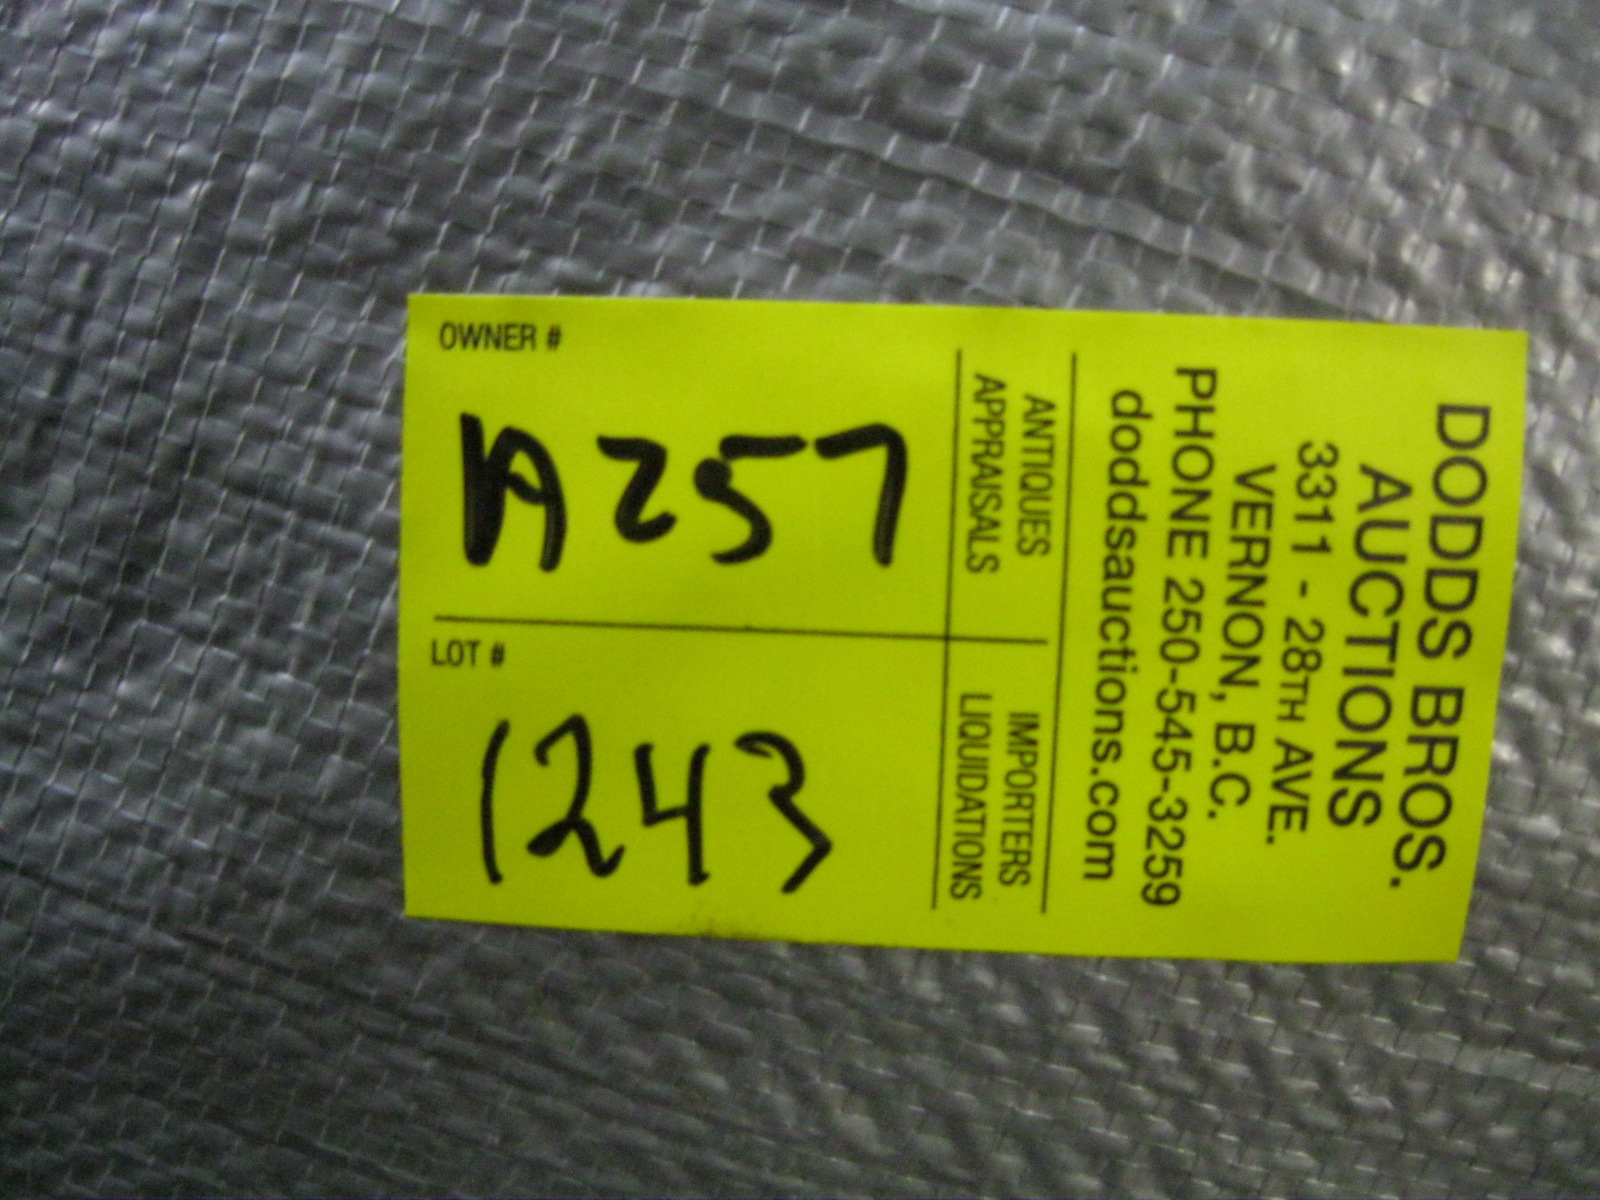 DODDS BROS.
AUCTIONS
3311 - 28TH AVE.
VERNON, B.C.
PHONE 250-545-3259
doddsauctions.com
ANTIQUES
APPRAISALS
IMPORTERS
LIQUIDATIONS
OWNER #
A257
LOT #
1243